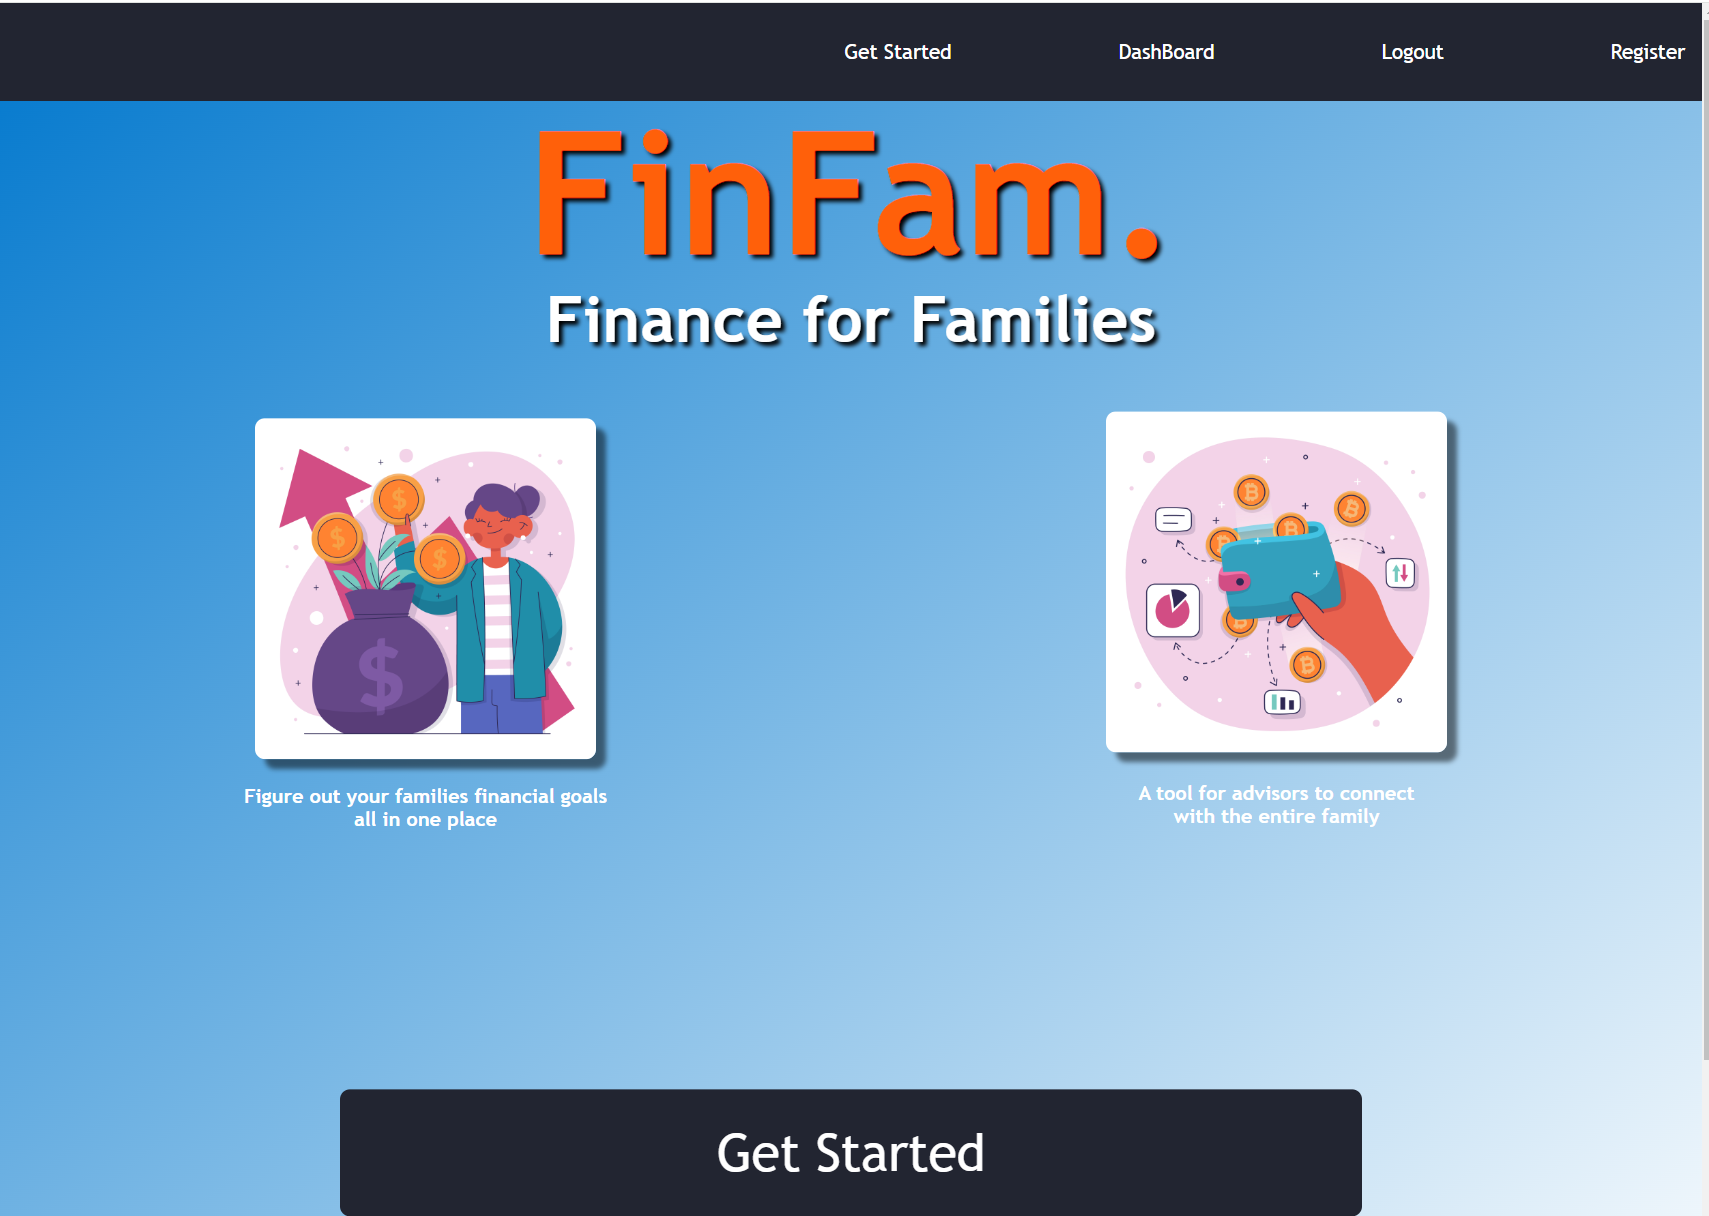 Get Started DashBoard Logout Register
FinFam.
Finance for Families
$
$
$
$
B
B
B
B
B
B
Figure out your families financial goals
all in one place
A tool for advisors to connect
with the entire family
Get Started